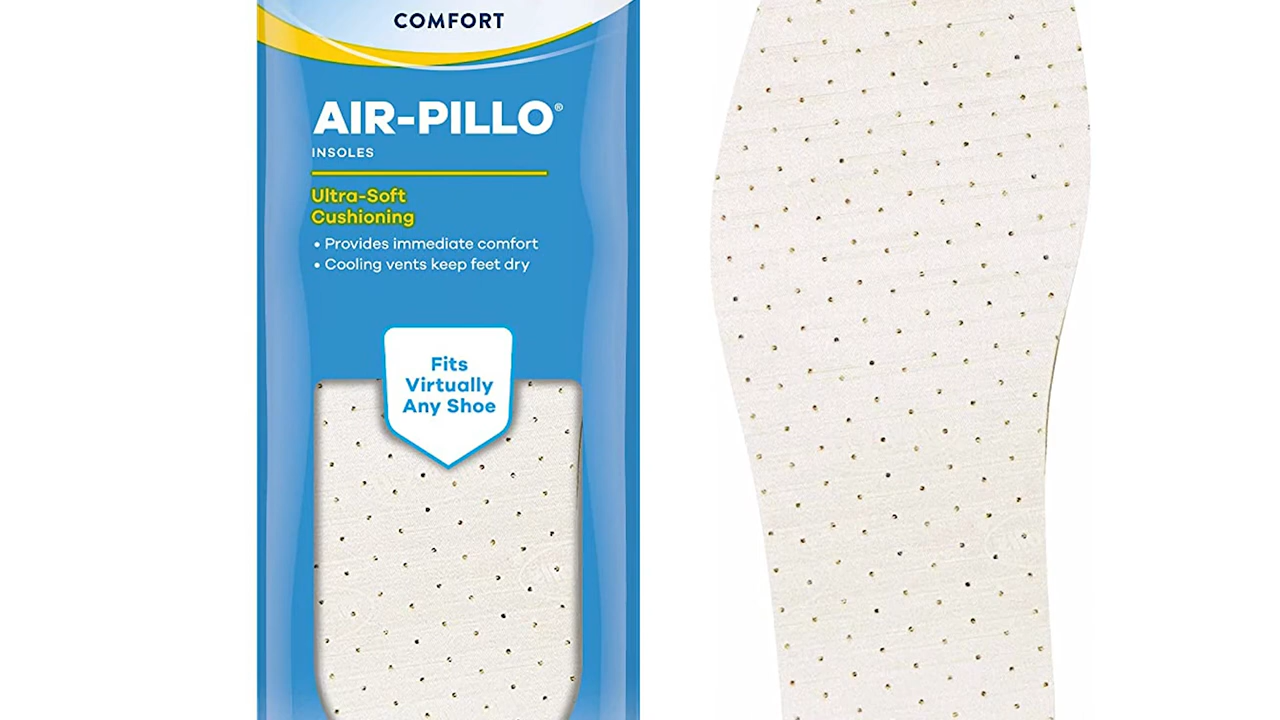 COMFORT
AIR-PILLO®
INSOLES
Ultra-Soft
Cushioning
• Provides immediate comfort
• Cooling vents keep feet dry
Fits
Virtually
Any Shoe